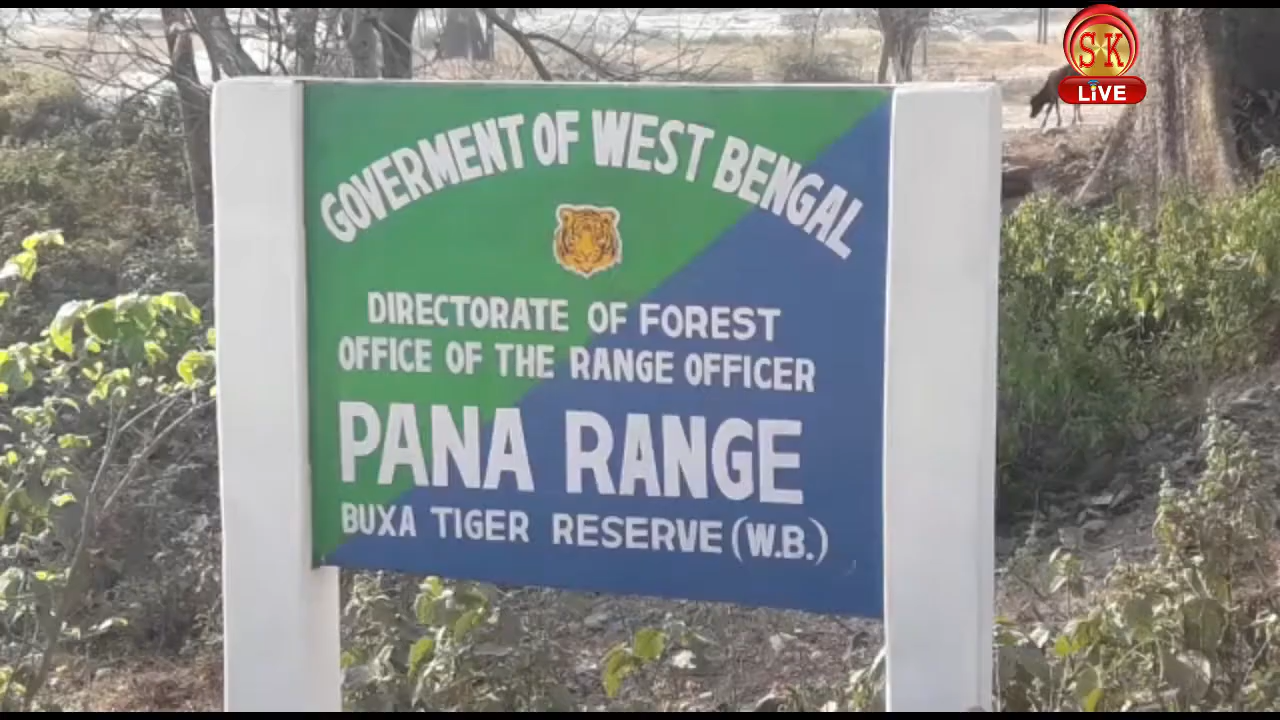 SK
LiVE
GOVERMENT OF WEST BENGAL
DIRECTORATE OF FOREST
OFFICE OF THE RANGE OFFICER
PANA RANGE
BUXA TIGER RESERVE (W.B.)